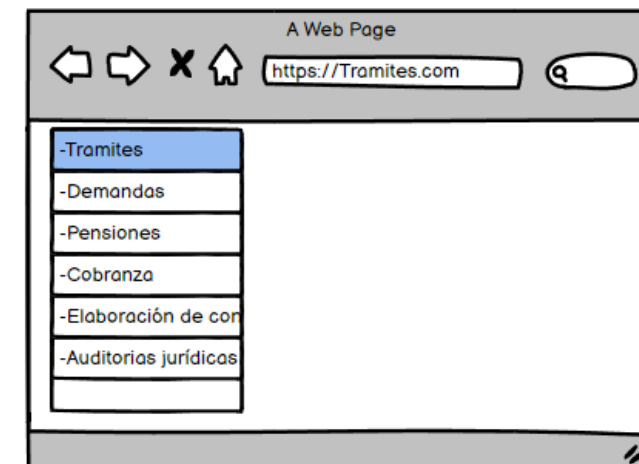 A Web Page
https://Tramites.com
-Tramites
-Demandas
-Pensiones
-Cobranza
-Elaboración de con
-Auditorias jurídicas